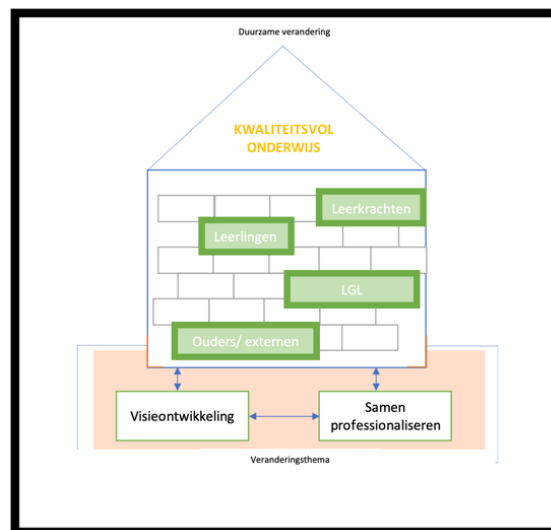 Duurzame verandering
KWALITEITSVOL
ONDERWIJS
Leerkrachten
Leerlingen
LGL
Ouders/ externen
Visieontwikkeling
Samen
professionaliseren
Veranderingsthema